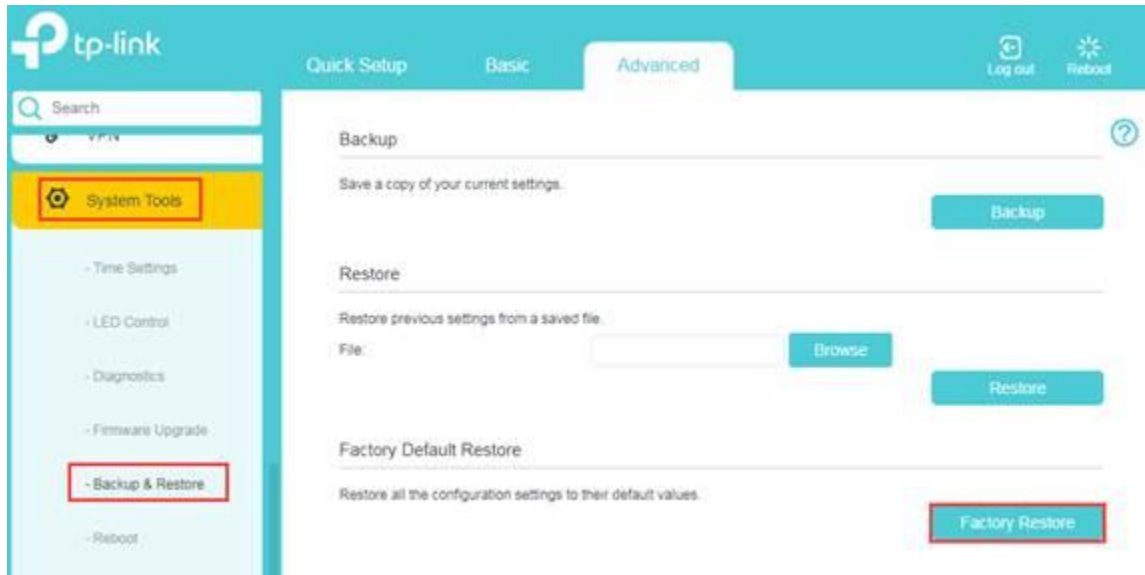 tp-link
Quick Setup
Basic
Advanced
Log out
Reboot
Search
VPN
System Tools
- Time Settings
- LED Control
- Diagnostics
- Firmware Upgrade
- Backup & Restore
- Reboot
Backup
Save a copy of your current settings.
Backup
Restore
Restore previous settings from a saved file.
File:
Browse
Restore
Factory Default Restore
Restore all the configuration settings to their default values.
Factory Restore